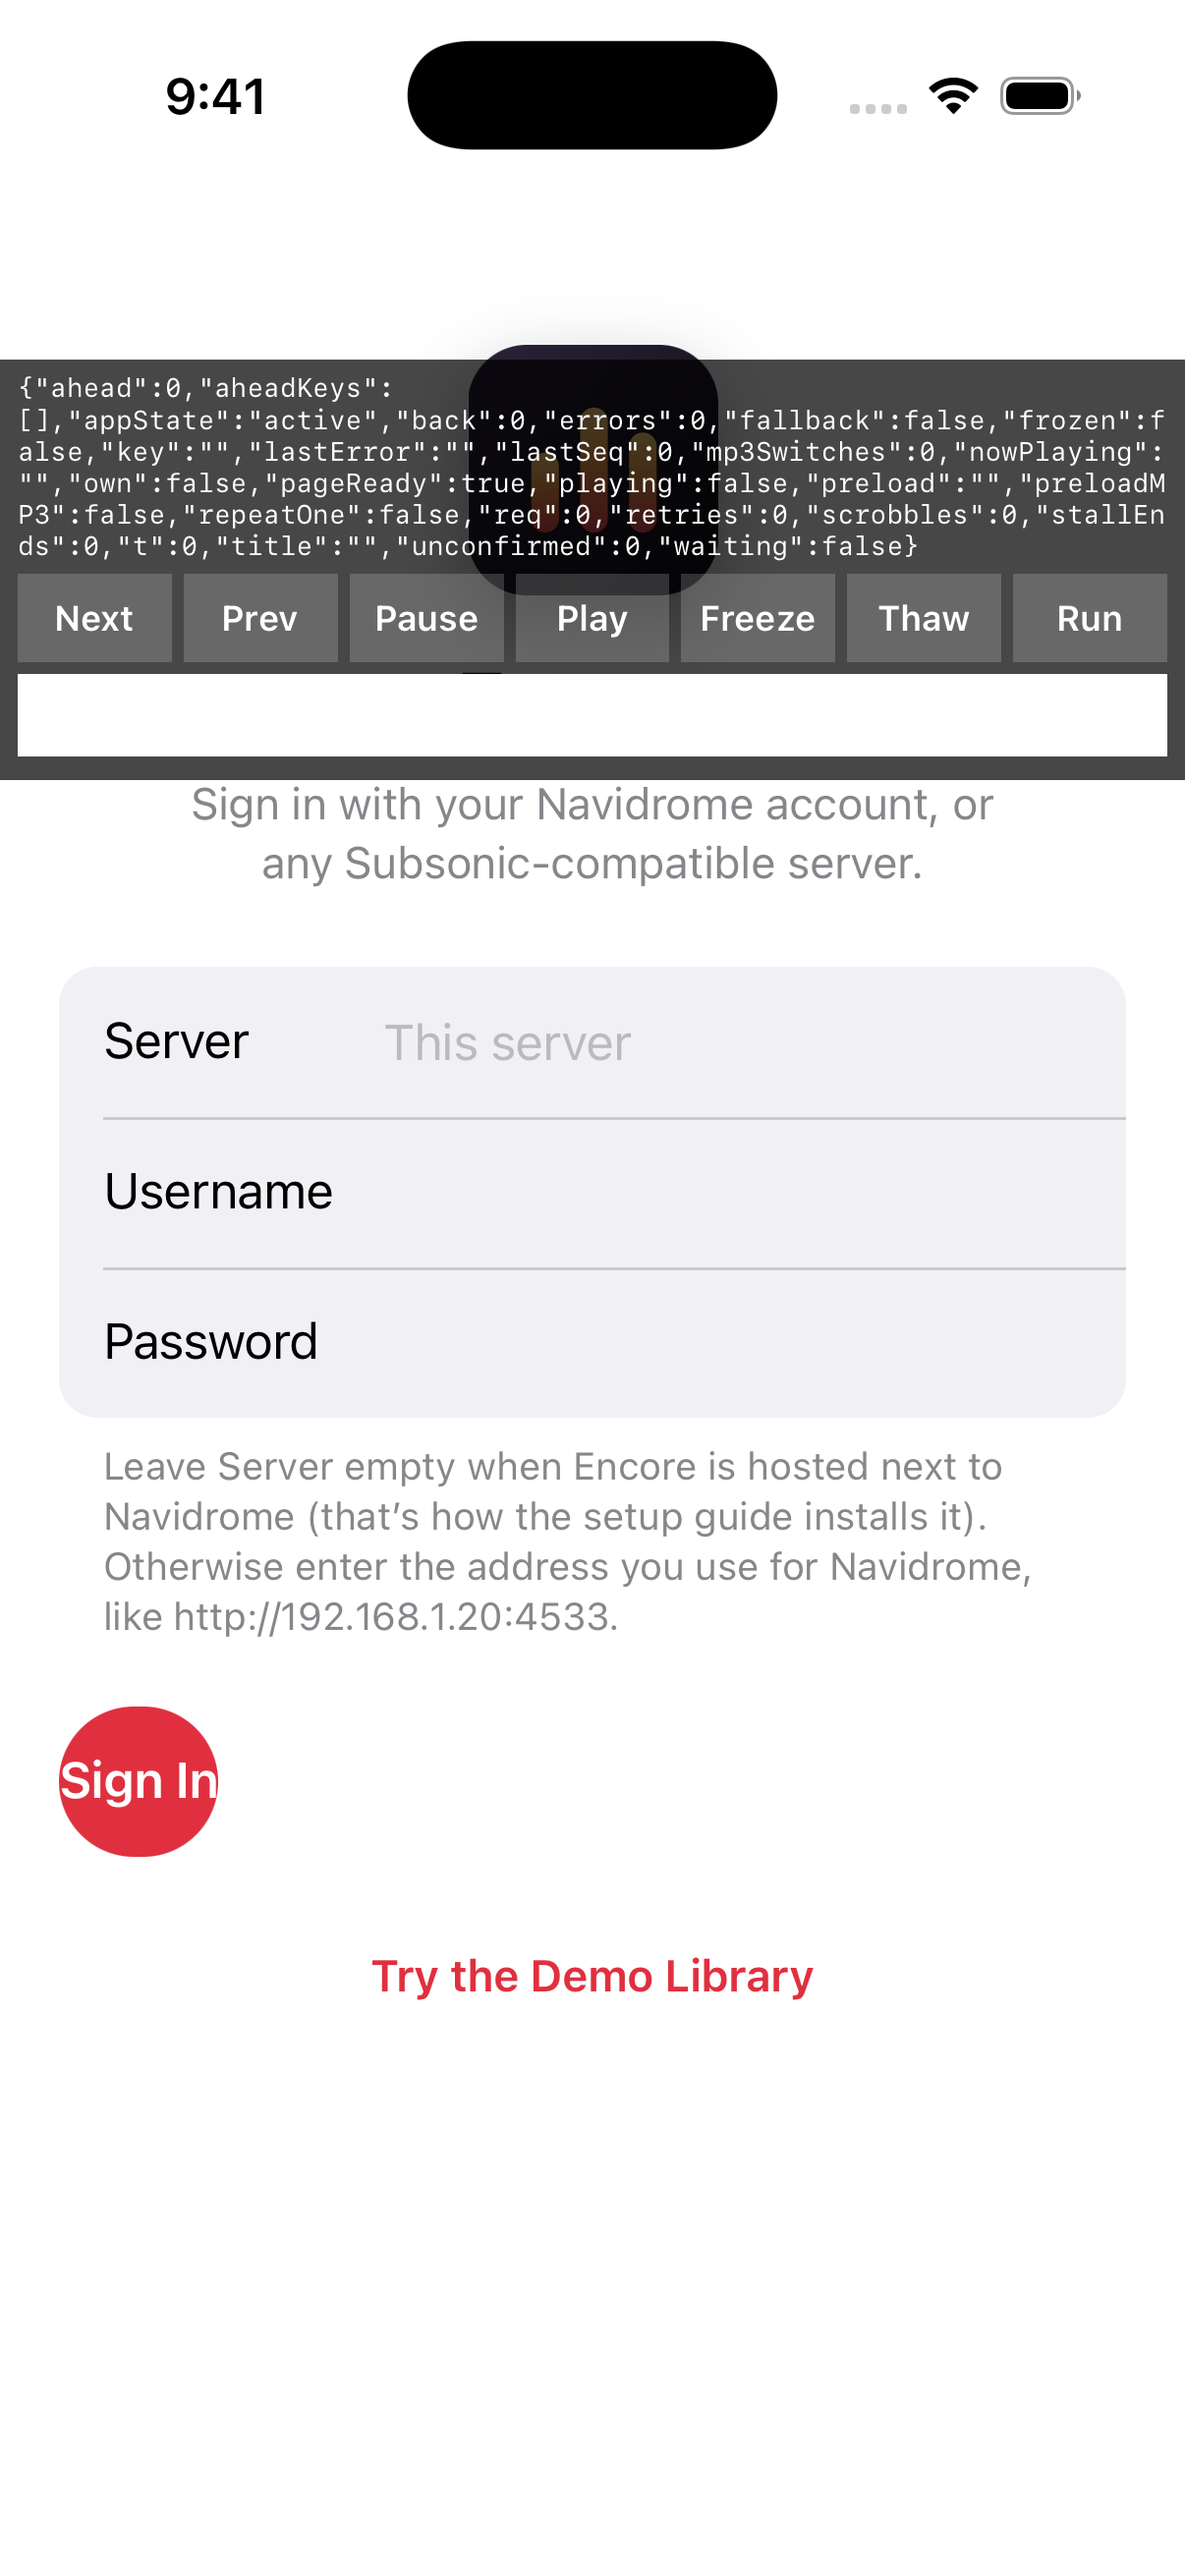 9:41
{"ahead":0,"aheadKeys":
[],"appState":"active","back":0,"errors":0,"fallback":false,"frozen":f
alse,"key":"","lastError":"","lastSeq":0,"mp3Switches":0,"nowPlaying":
"","own":false,"pageReady":true,"playing":false,"preload":"","preloadM
P3":false,"repeatOne":false,"req":0,"retries":0,"scrobbles":0,"stallEn
ds":0,"t":0,"title":"","unconfirmed":0,"waiting":false}
Next Prev Pause Play Freeze Thaw Run
Sign in with your Navidrome account, or
any Subsonic-compatible server.
Server This server
Username
Password
Leave Server empty when Encore is hosted next to
Navidrome (that’s how the setup guide installs it).
Otherwise enter the address you use for Navidrome,
like http://192.168.1.20:4533.
Sign In
Try the Demo Library